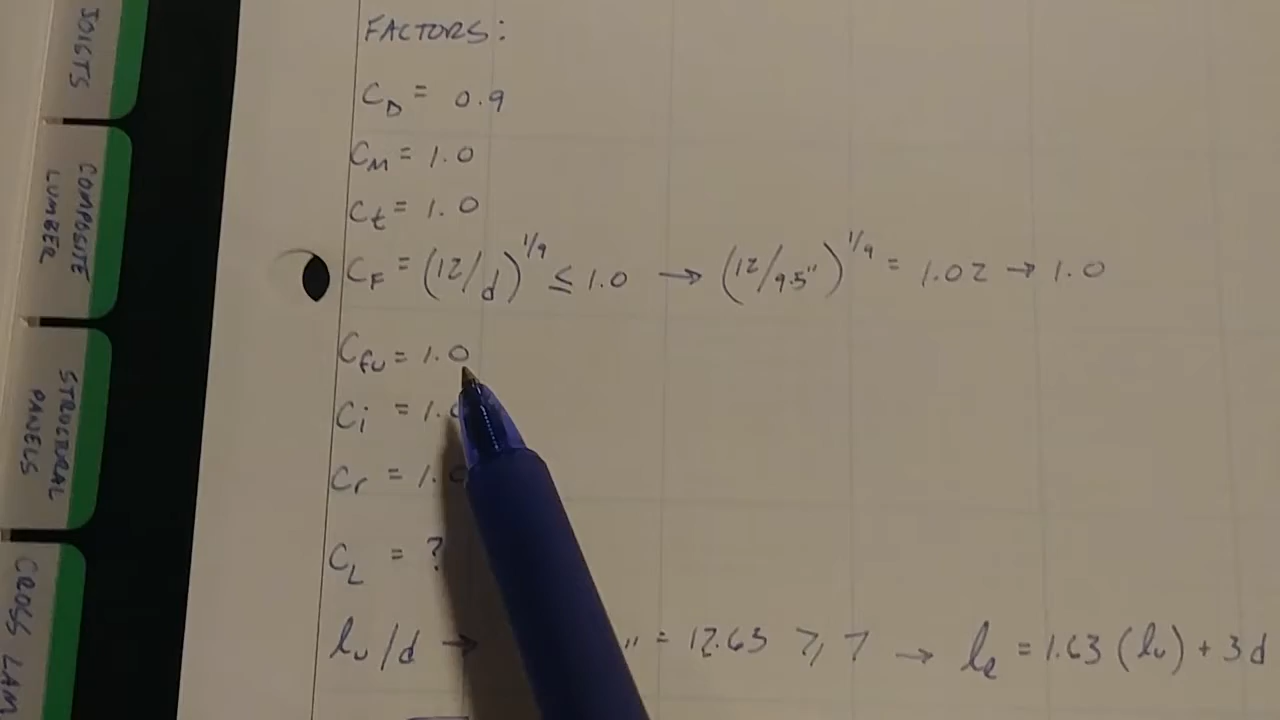 JOISTS
COMPOSITE
LUMBER
STRUCTURAL
PANELS
CROSS LAM
FACTORS:
C_D = 0.9
C_M = 1.0
C_t = 1.0
C_F = (12/d)^1/9 ≤ 1.0 → (12/9.5")^1/9 = 1.02 → 1.0
C_fu = 1.0
C_i = 1.0
C_r = 1.0
C_L = ?
l_u/d → " = 12.63 ≥ 7 → l_e = 1.63 (l_u) + 3d